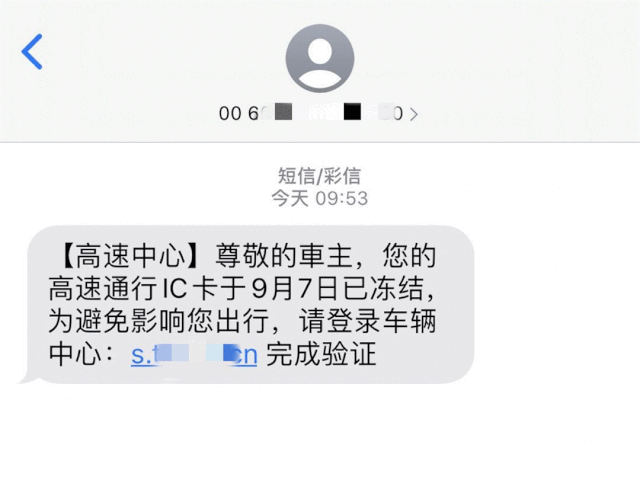 00 6
0
短信/彩信
今天 09:53
【高速中心】尊敬的車主，您的
高速通行IC卡于9月7日已冻结，
为避免影响您出行，请登录车辆
中心：s.t cn 完成验证